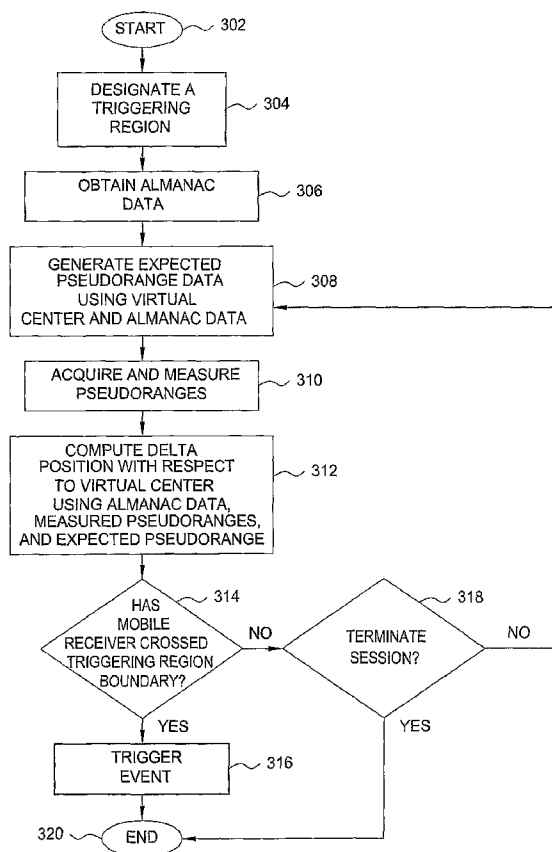 START
302
DESIGNATE A
TRIGGERING
REGION
304
OBTAIN ALMANAC
DATA
306
GENERATE EXPECTED
PSEUDORANGE DATA
USING VIRTUAL
CENTER AND ALMANAC DATA
308
ACQUIRE AND MEASURE
PSEUDORANGES
310
COMPUTE DELTA
POSITION WITH RESPECT
TO VIRTUAL CENTER
USING ALMANAC DATA,
MEASURED PSEUDORANGES,
AND EXPECTED PSEUDORANGE
312
HAS
MOBILE
RECEIVER CROSSED
TRIGGERING REGION
BOUNDARY?
314
NO
TERMINATE
SESSION?
318
NO
YES
YES
TRIGGER
EVENT
316
320
END